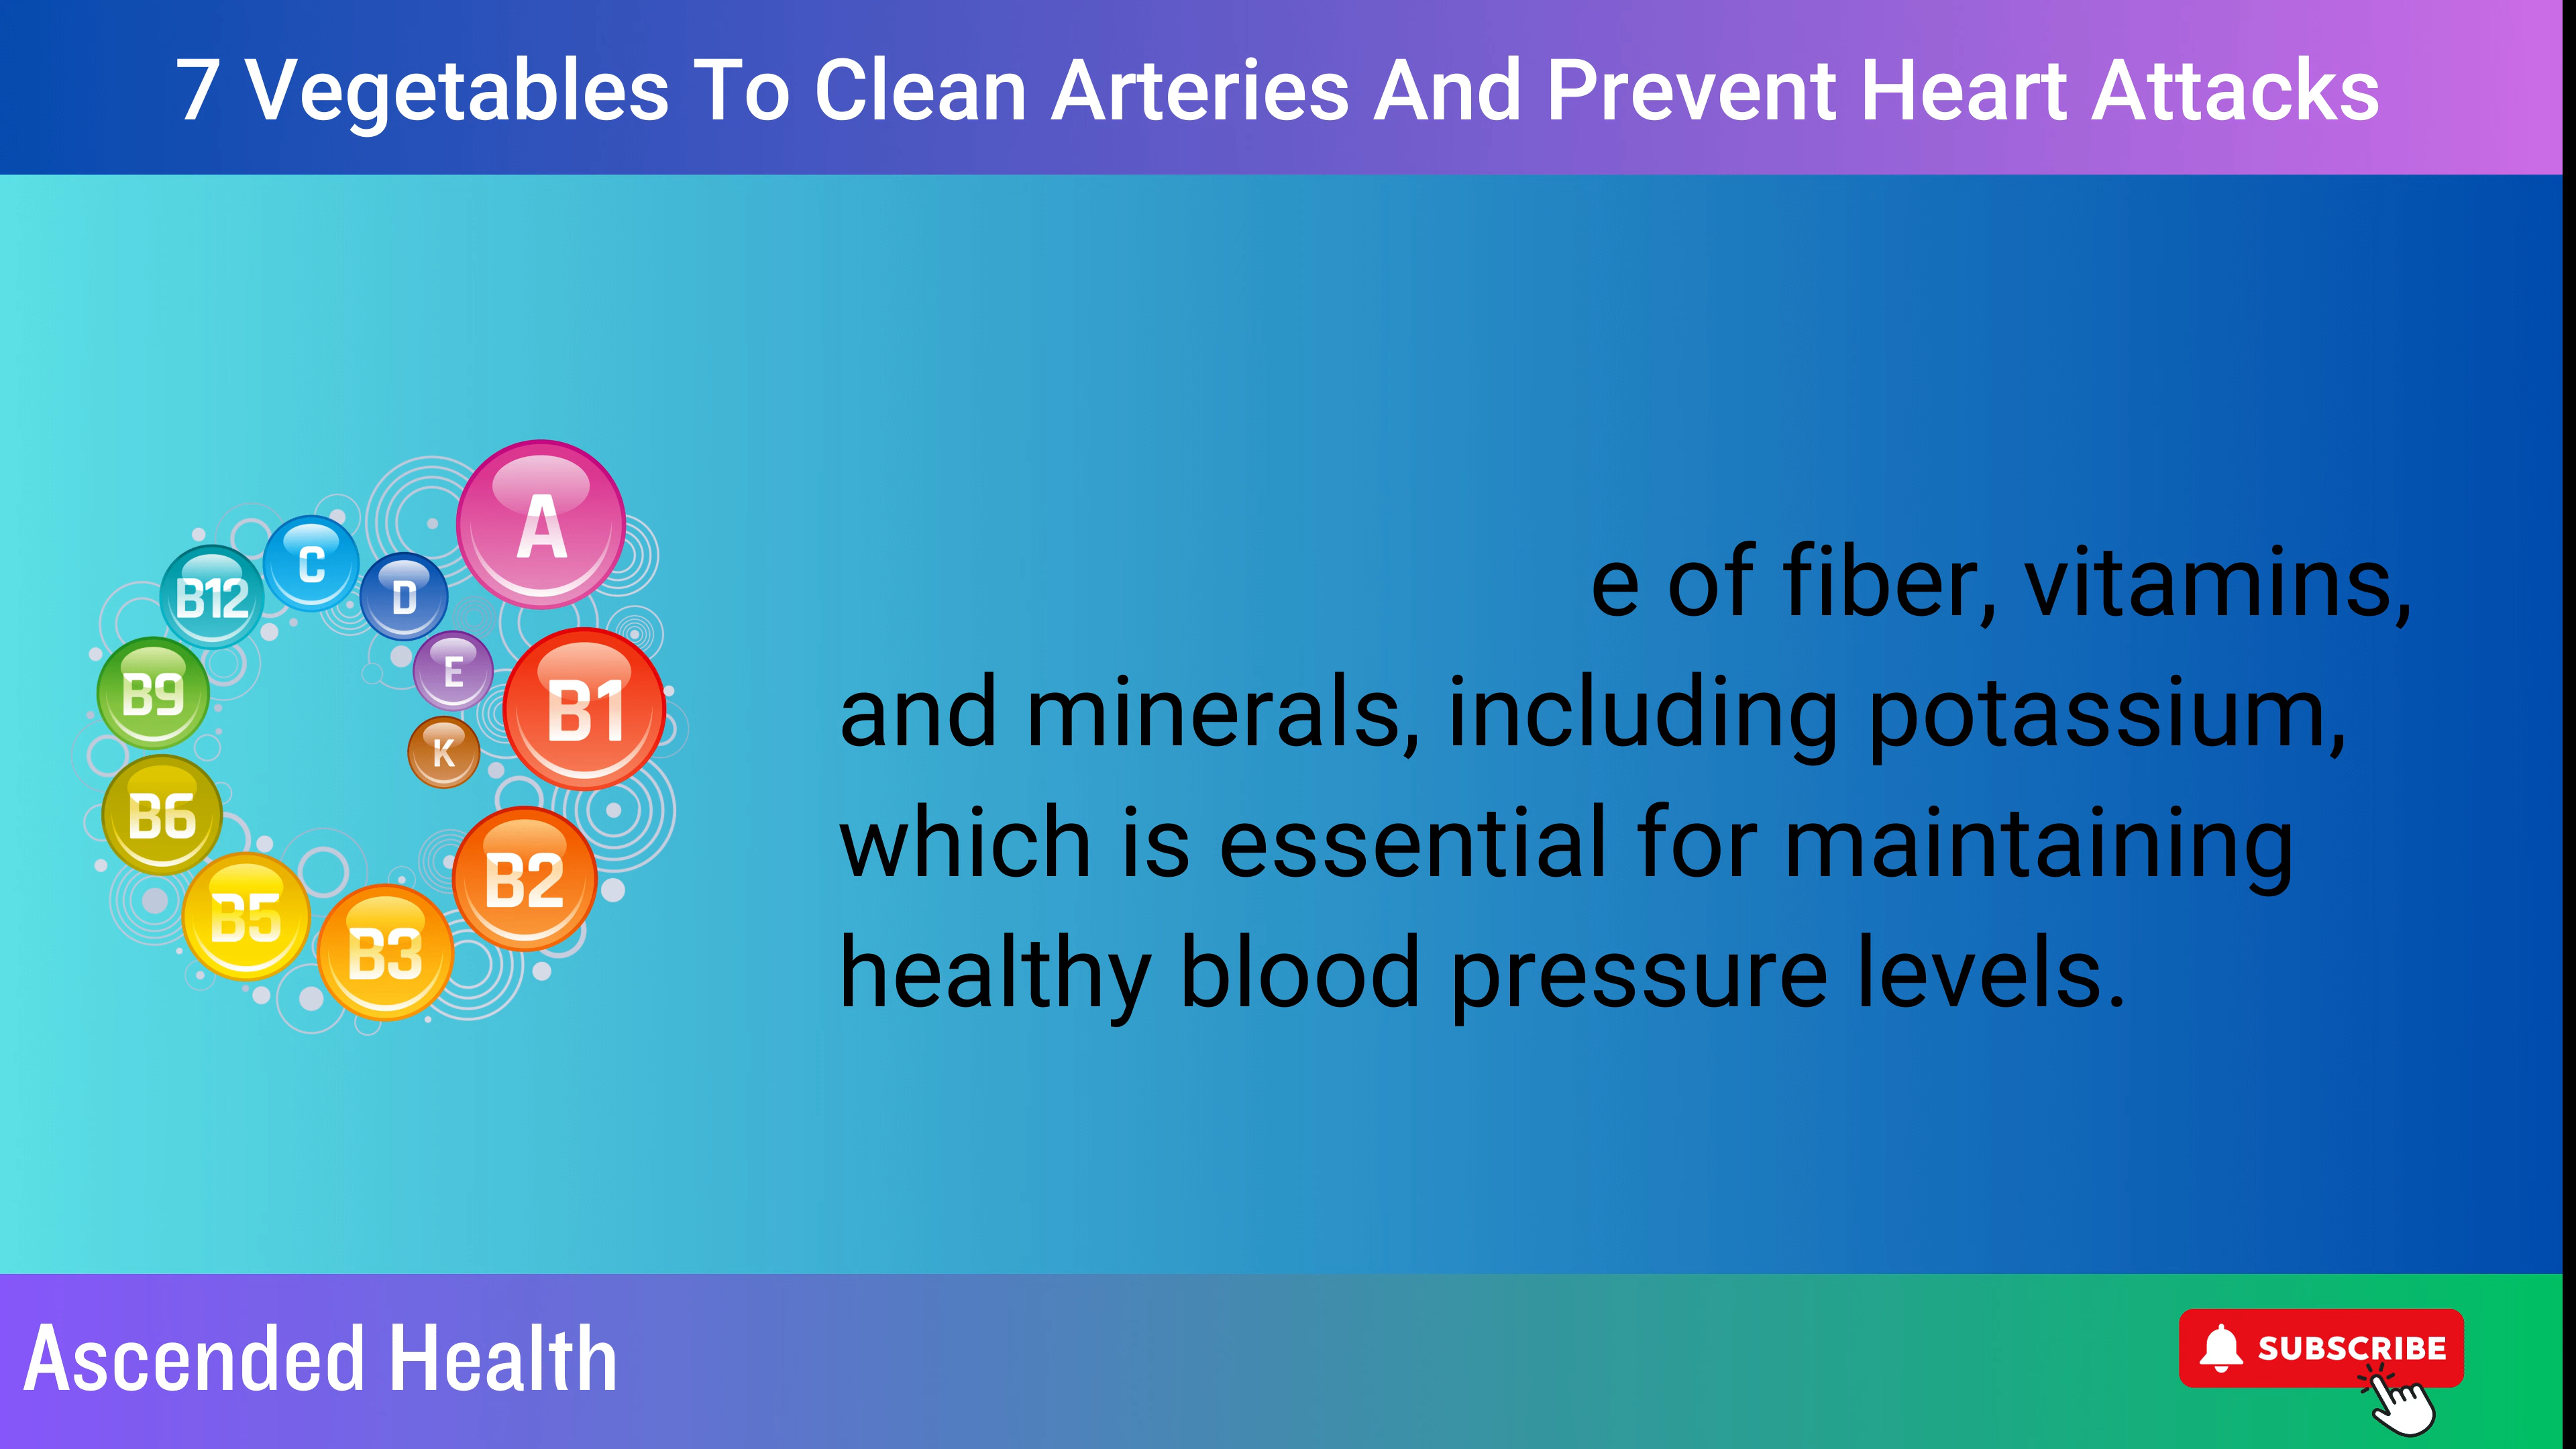 7 Vegetables To Clean Arteries And Prevent Heart Attacks
A
C
D
B12
E
B9
B1
K
B6
B2
B5
B3
e of fiber, vitamins,
and minerals, including potassium,
which is essential for maintaining
healthy blood pressure levels.
Ascended Health
SUBSCRIBE